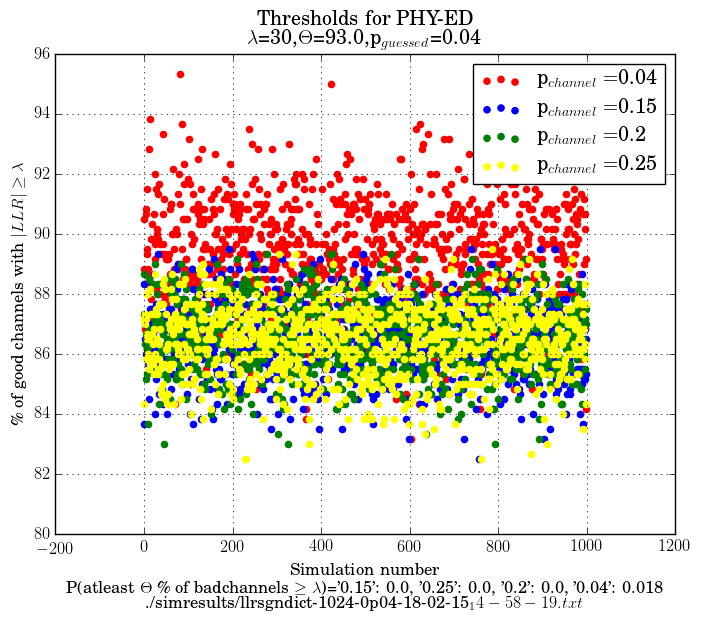 Thresholds for PHY-ED
λ=30,Θ=93.0,p_guessed=0.04
p_channel =0.04
p_channel =0.15
p_channel =0.2
p_channel =0.25
% of good channels with |LLR| ≥ λ
96
94
92
90
88
86
84
82
80
−200 0 200 400 600 800 1000 1200
Simulation number
P(atleast Θ % of badchannels ≥ λ)='0.15': 0.0, '0.25': 0.0, '0.2': 0.0, '0.04': 0.018
./simresults/llrsgndict-1024-0p04-18-02-15_14 − 58 − 19.txt